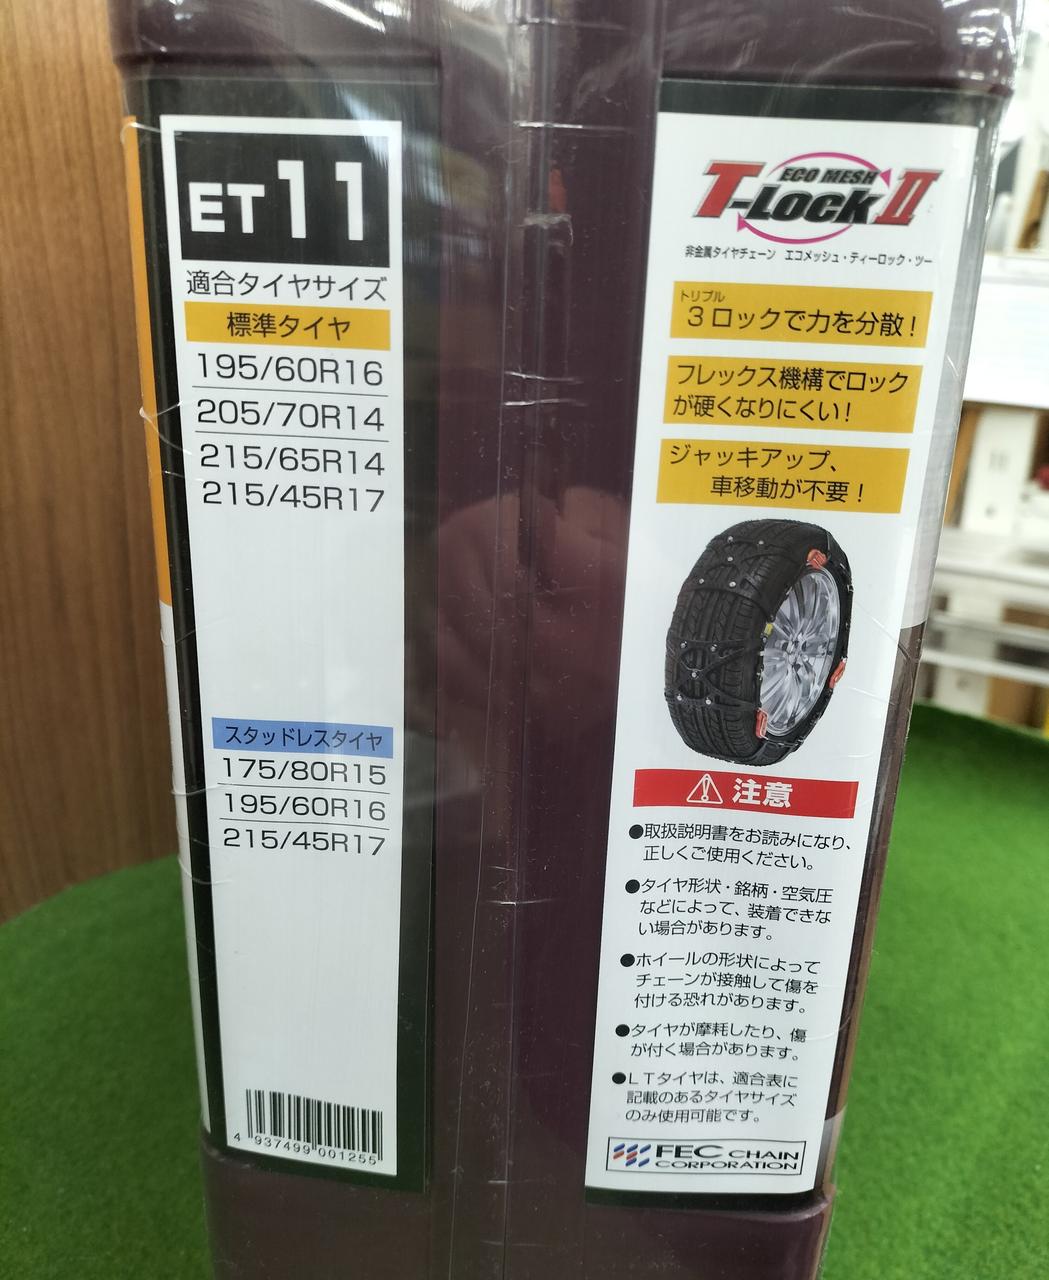 ET11
適合タイヤサイズ
標準タイヤ
195/60R16
205/70R14
215/65R14
215/45R17
スタッドレスタイヤ
175/80R15
195/60R16
215/45R17
4 937499 001255
ECO MESH
T-LOCK II
非金属タイヤチェーン エコメッシュ・ティーロック・ツー
トリプル
3ロックで力を分散!
フレックス機構でロック
が硬くなりにくい!
ジャッキアップ、
車移動が不要!
注意
●取扱説明書をお読みになり、
正しくご使用ください。
●タイヤ形状・銘柄・空気圧
などによって、装着できな
い場合があります。
●ホイールの形状によって
チェーンが接触して傷を
付ける恐れがあります。
●タイヤが摩耗したり、傷
が付く場合があります。
●LTタイヤは、適合表に
記載のあるタイヤサイズ
のみ使用可能です。
FEC CHAIN
CORPORATION